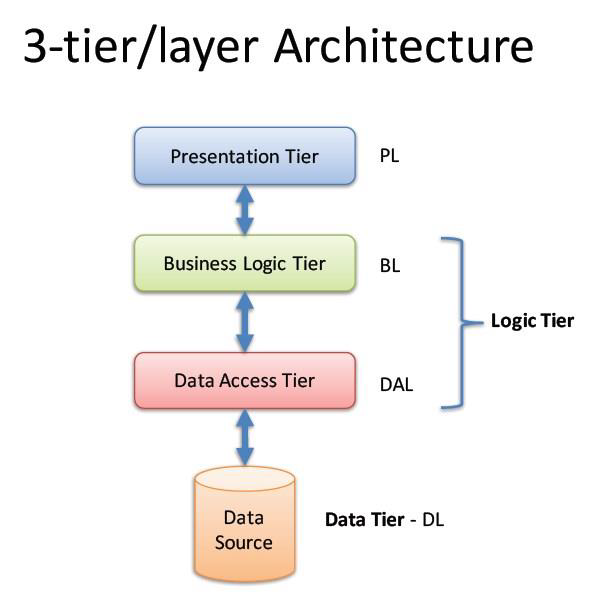 3-tier/layer Architecture
Presentation Tier
PL
Business Logic Tier
BL
Logic Tier
Data Access Tier
DAL
Data
Source
Data Tier - DL